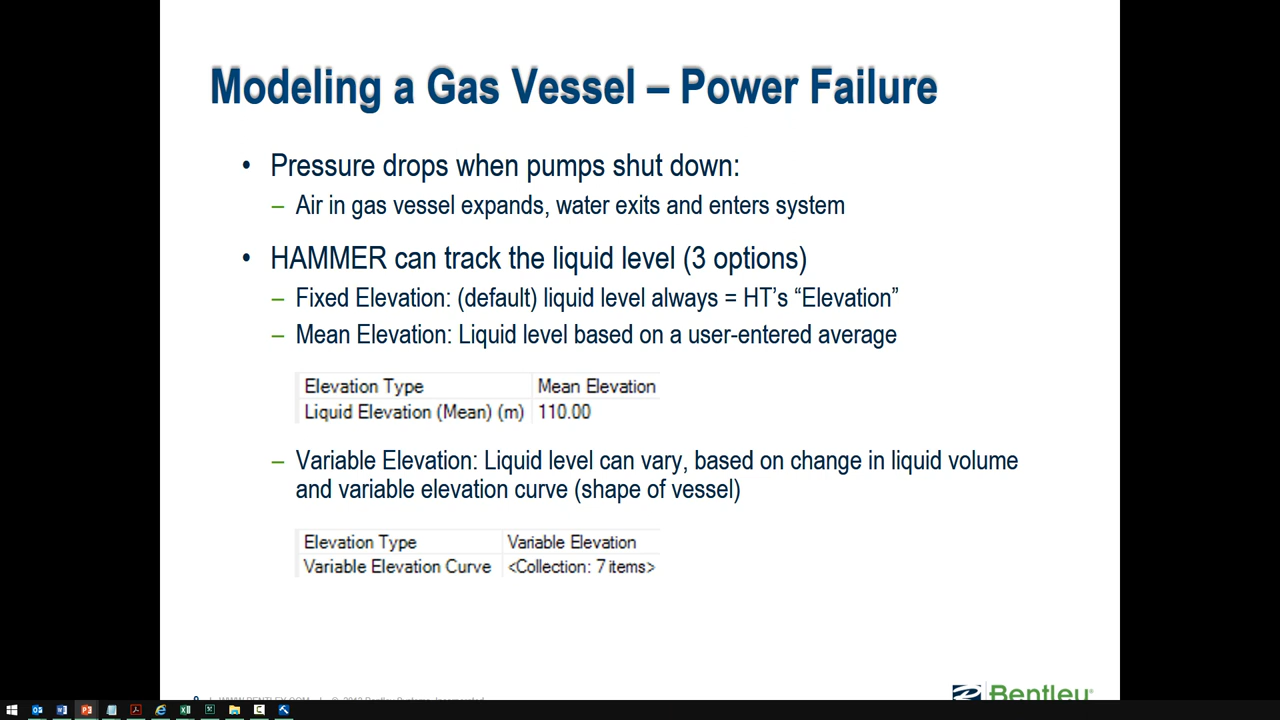 Modeling a Gas Vessel – Power Failure
• Pressure drops when pumps shut down:
– Air in gas vessel expands, water exits and enters system
• HAMMER can track the liquid level (3 options)
– Fixed Elevation: (default) liquid level always = HT’s “Elevation”
– Mean Elevation: Liquid level based on a user-entered average
Elevation Type Mean Elevation
Liquid Elevation (Mean) (m) 110.00
– Variable Elevation: Liquid level can vary, based on change in liquid volume
and variable elevation curve (shape of vessel)
Elevation Type Variable Elevation
Variable Elevation Curve <Collection: 7 items>
Bentley